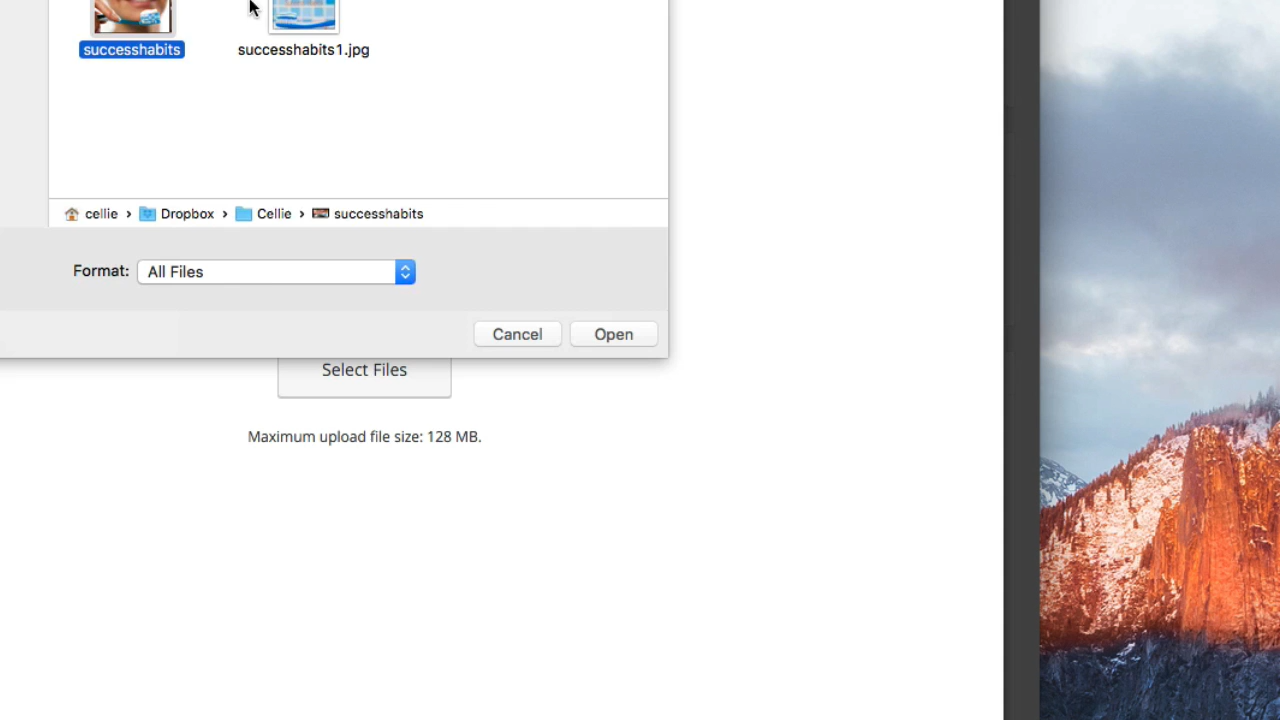 successhabits
successhabits1.jpg
cellie › Dropbox › Cellie › successhabits
Format: All Files
Cancel
Open
Select Files
Maximum upload file size: 128 MB.